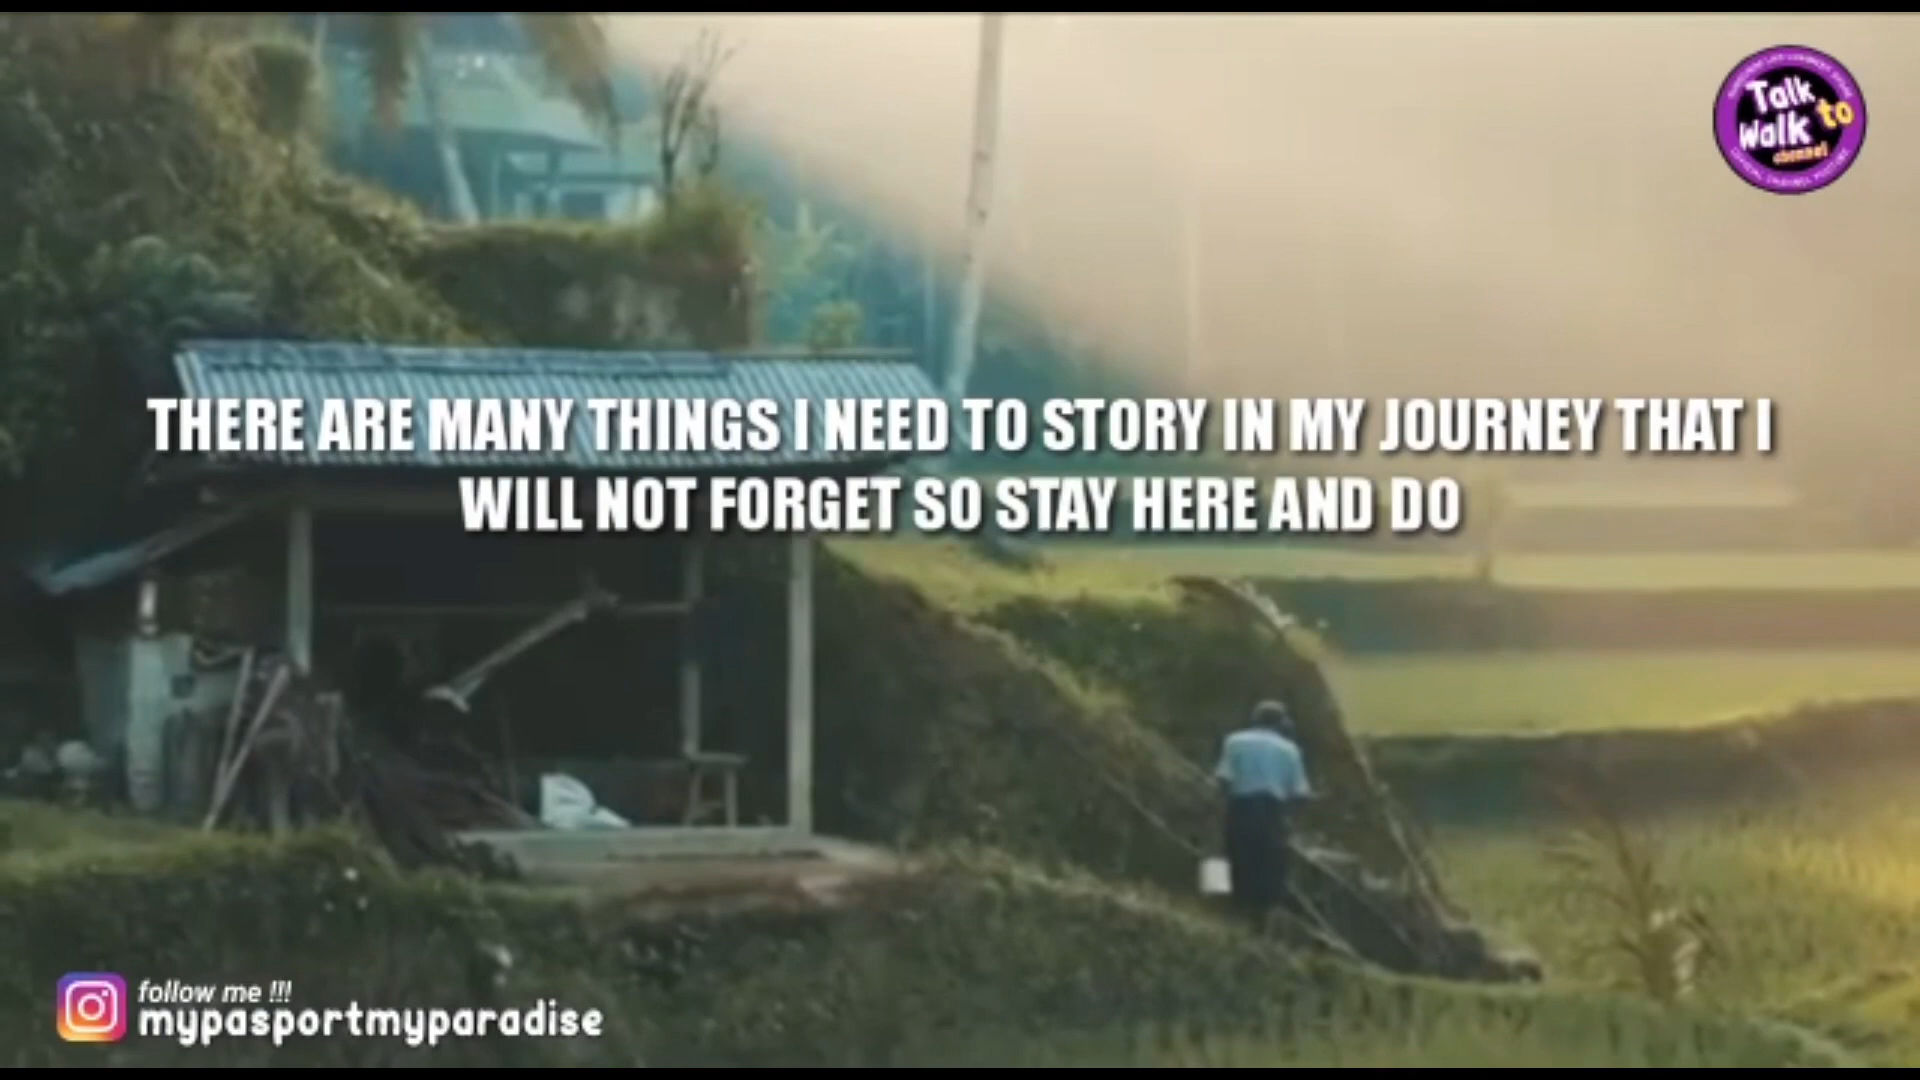 Talk
to
Walk
channel
THERE ARE MANY THINGS I NEED TO STORY IN MY JOURNEY THAT I
WILL NOT FORGET SO STAY HERE AND DO
follow me !!!
mypasportmyparadise